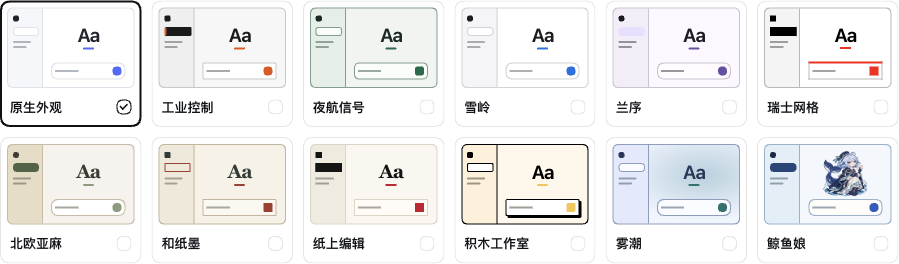 Aa
Aa
Aa
Aa
Aa
Aa
原生外观
工业控制
夜航信号
雪岭
兰序
瑞士网格
Aa
Aa
Aa
Aa
Aa
北欧亚麻
和纸墨
纸上编辑
积木工作室
雾潮
鲸鱼娘